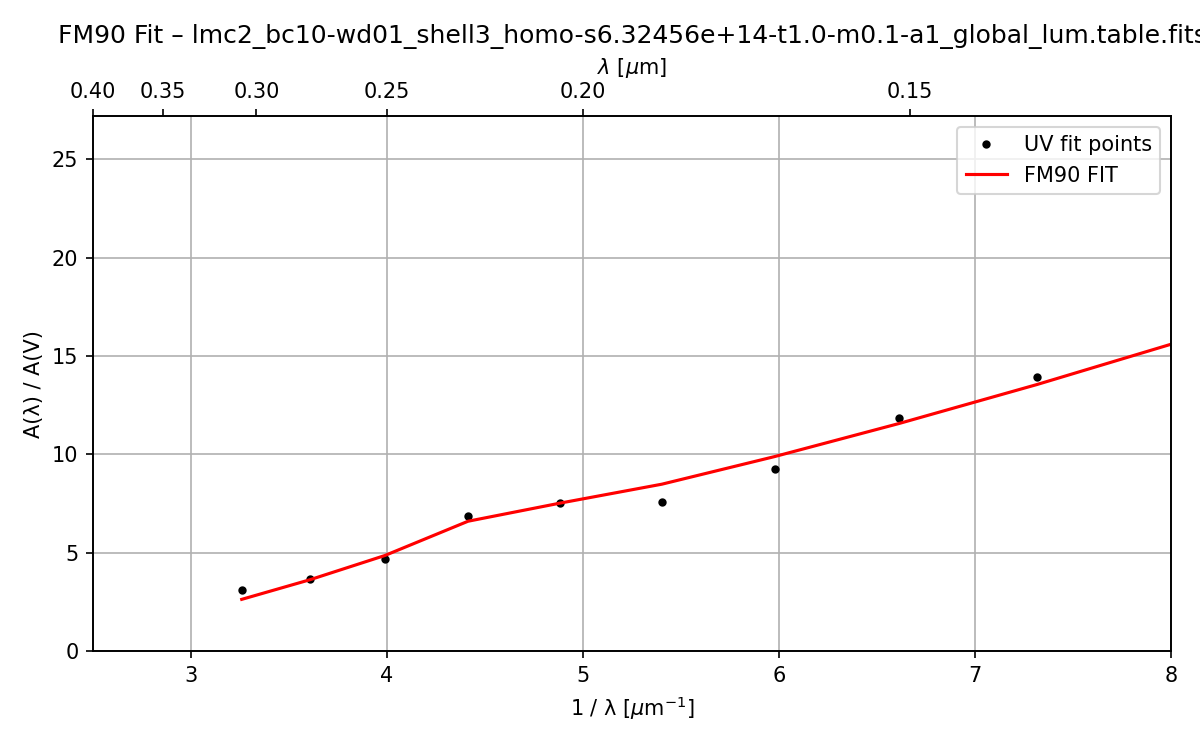 FM90 Fit – lmc2_bc10-wd01_shell3_homo-s6.32456e+14-t1.0-m0.1-a1_global_lum.table.fits
λ [μm]
0.40 0.35 0.30 0.25 0.20 0.15
UV fit points
FM90 FIT
25
20
15
10
5
0
A(λ) / A(V)
3 4 5 6 7 8
1 / λ [μm⁻¹]